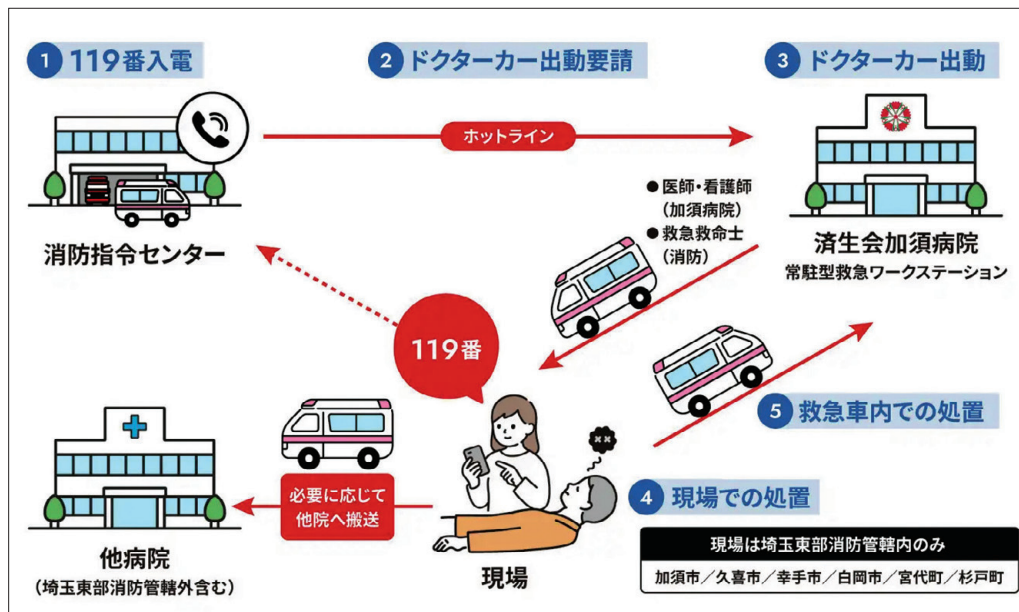 1 119番入電
2 ドクターカー出動要請
3 ドクターカー出動
ホットライン
●医師・看護師
(加須病院)
●救急救命士
(消防)
消防指令センター
済生会加須病院
常駐型救急ワークステーション
119番
5 救急車内での処置
必要に応じて
他院へ搬送
4 現場での処置
現場は埼玉東部消防管轄内のみ
加須市/久喜市/幸手市/白岡市/宮代町/杉戸町
他病院
(埼玉東部消防管轄外含む)
現場